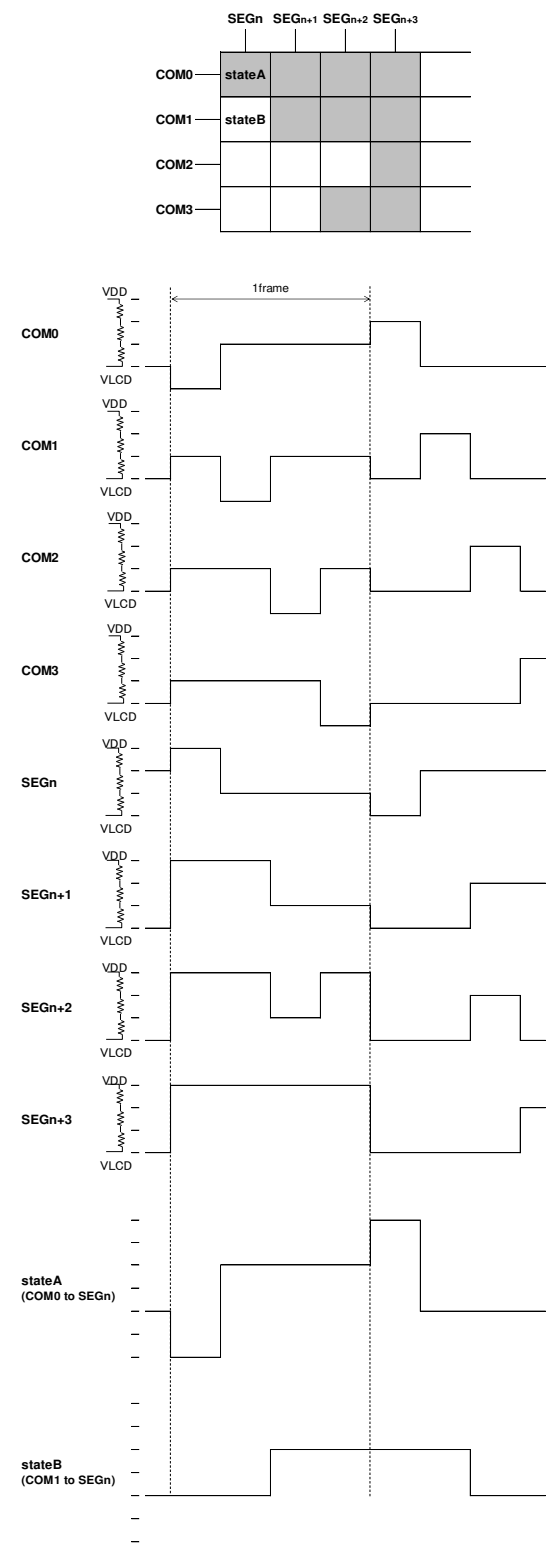 SEGn SEGn+1 SEGn+2 SEGn+3
COM0 stateA
COM1 stateB
COM2
COM3
VDD
1frame
COM0
VLCD
VDD
COM1
VLCD
VDD
COM2
VLCD
VDD
COM3
VLCD
VDD
SEGn
VLCD
VDD
SEGn+1
VLCD
VDD
SEGn+2
VLCD
VDD
SEGn+3
VLCD
stateA
(COM0 to SEGn)
stateB
(COM1 to SEGn)